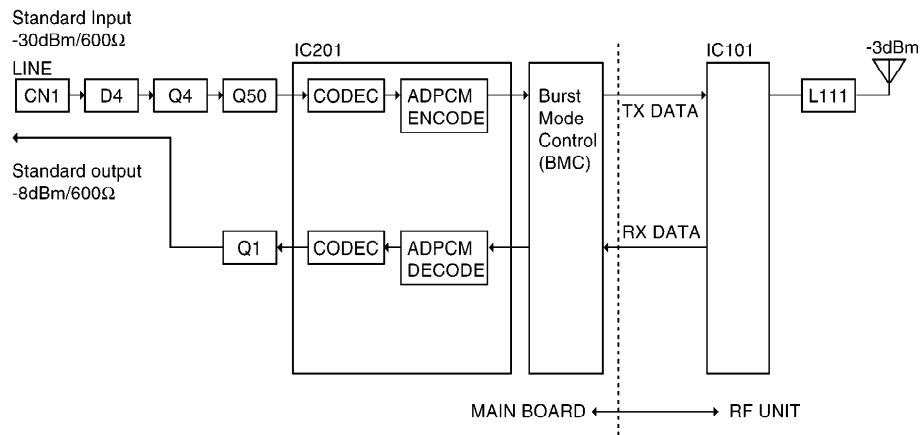 Standard Input
-30dBm/600Ω
LINE
CN1
D4
Q4
Q50
IC201
CODEC
ADPCM
ENCODE
Burst
Mode
Control
(BMC)
TX DATA
IC101
L111
-3dBm
Standard output
-8dBm/600Ω
Q1
CODEC
ADPCM
DECODE
RX DATA
MAIN BOARD
RF UNIT